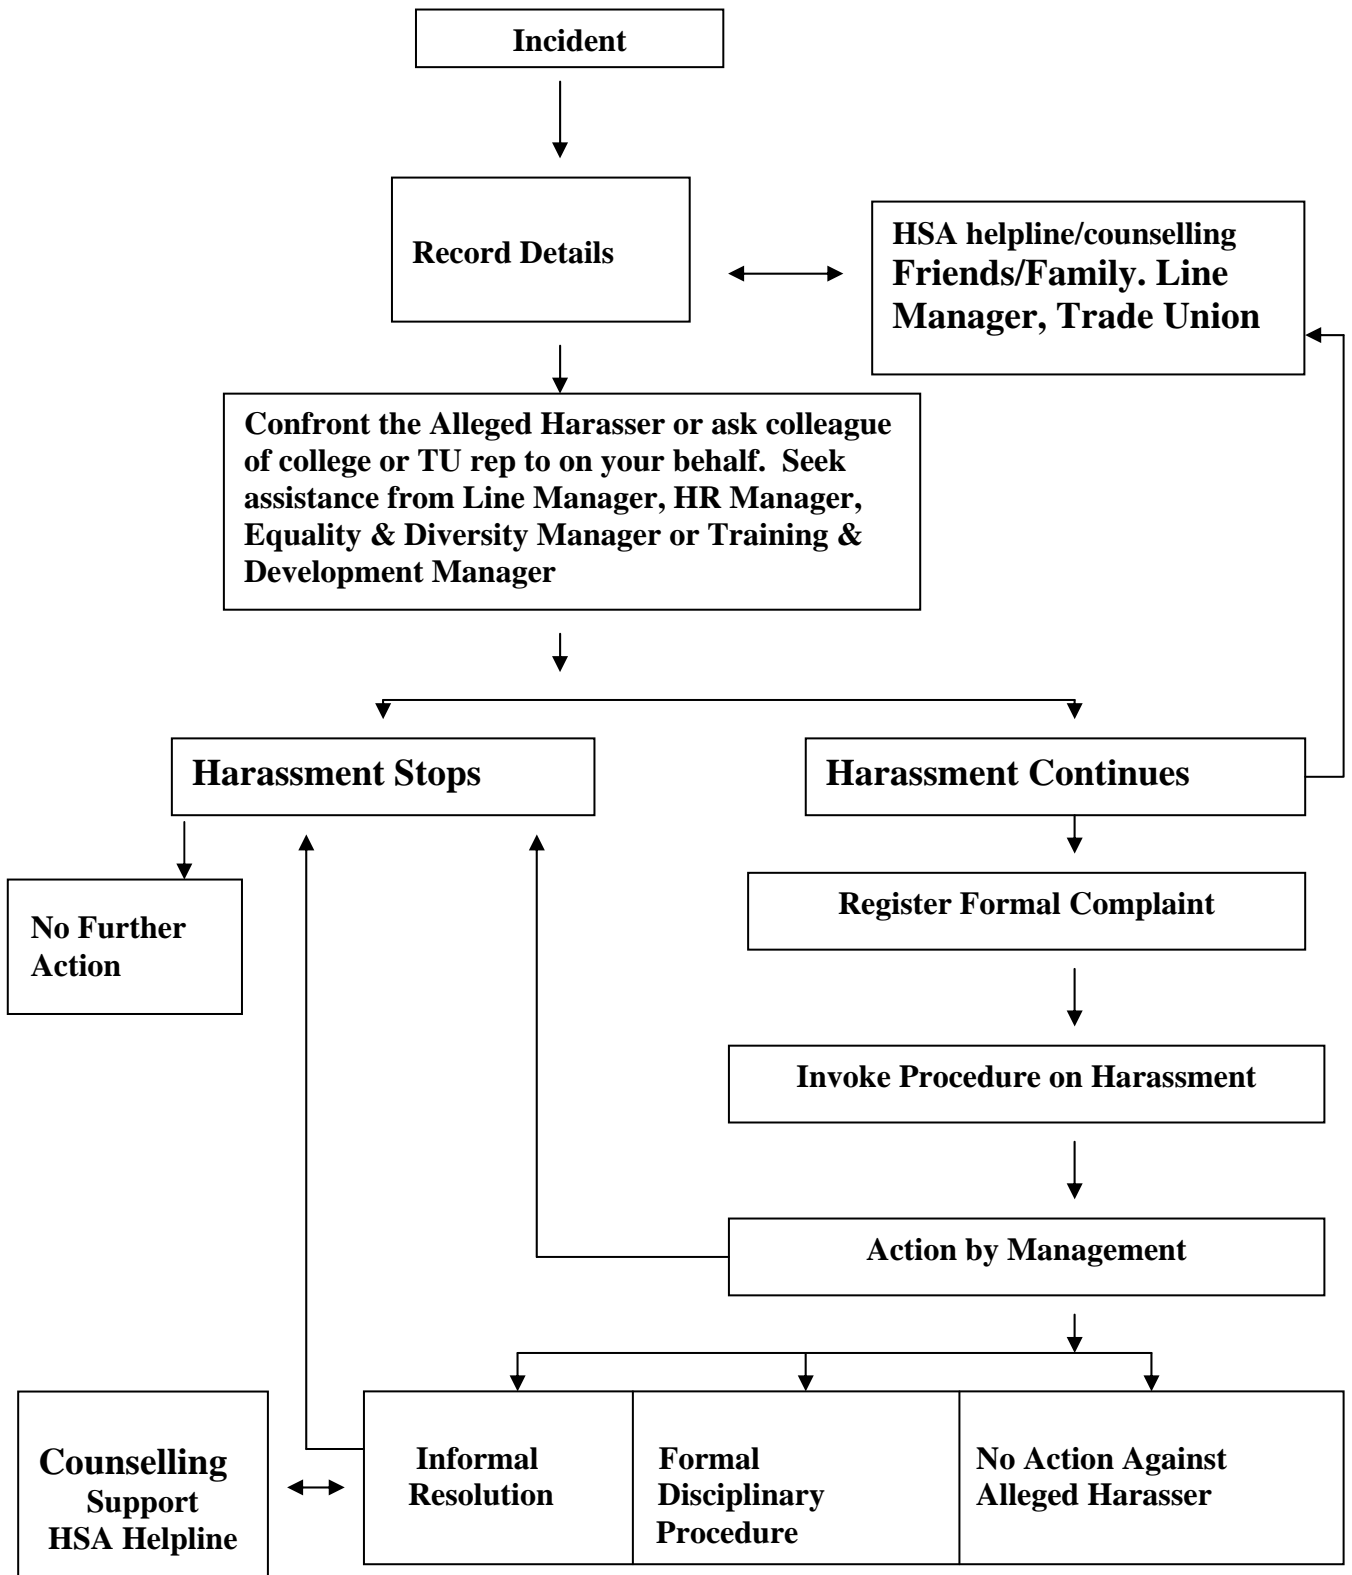 Incident
Record Details
HSA helpline/counselling
Friends/Family. Line
Manager, Trade Union
Confront the Alleged Harasser or ask colleague
of college or TU rep to on your behalf.  Seek
assistance from Line Manager, HR Manager,
Equality & Diversity Manager or Training &
Development Manager
Harassment Stops
Harassment Continues
No Further
Action
Register Formal Complaint
Invoke Procedure on Harassment
Action by Management
Counselling
Support
HSA Helpline
Informal
Resolution
Formal
Disciplinary
Procedure
No Action Against
Alleged Harasser